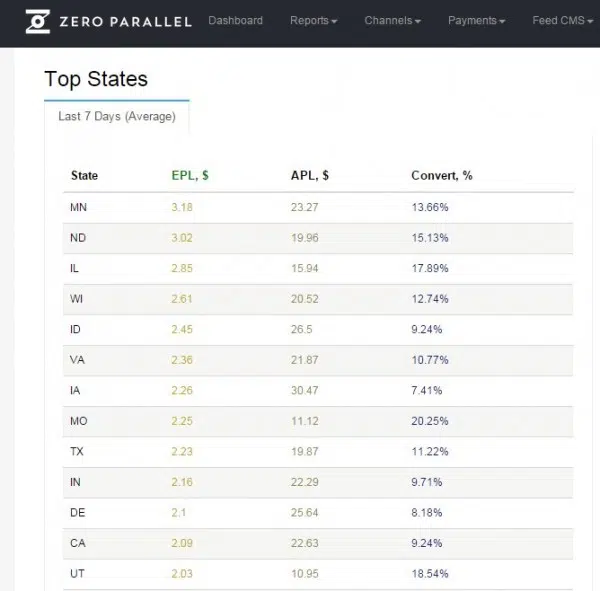 ZERO PARALLEL Dashboard Reports Channels Payments Feed CMS
Top States
Last 7 Days (Average)
State EPL, $ APL, $ Convert, %
MN 3.18 23.27 13.66%
ND 3.02 19.96 15.13%
IL 2.85 15.94 17.89%
WI 2.61 20.52 12.74%
ID 2.45 26.5 9.24%
VA 2.36 21.87 10.77%
IA 2.26 30.47 7.41%
MO 2.25 11.12 20.25%
TX 2.23 19.87 11.22%
IN 2.16 22.29 9.71%
DE 2.1 25.64 8.18%
CA 2.09 22.63 9.24%
UT 2.03 10.95 18.54%